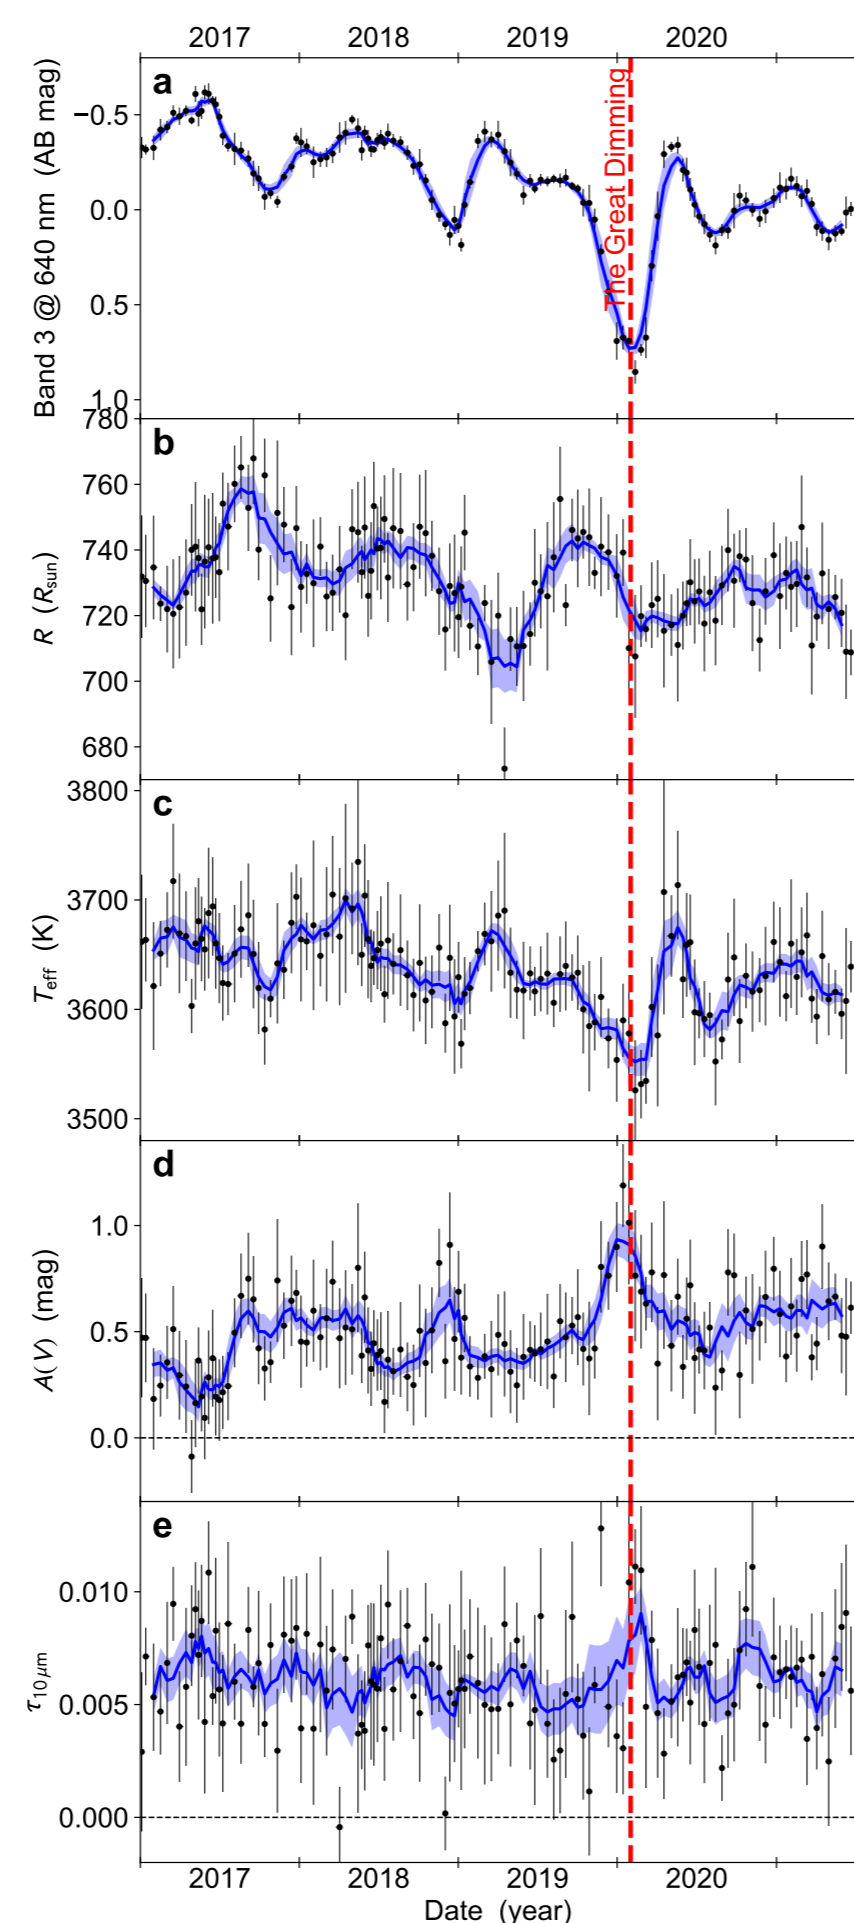 2017 2018 2019 2020
a
Band 3 @ 640 nm (AB mag)
−0.5
0.0
0.5
1.0
The Great Dimming
b
R (Rsun)
780
760
740
720
700
680
c
Teff (K)
3800
3700
3600
3500
d
A(V) (mag)
1.0
0.5
0.0
e
τ10 μm
0.010
0.005
0.000
2017 2018 2019 2020
Date (year)